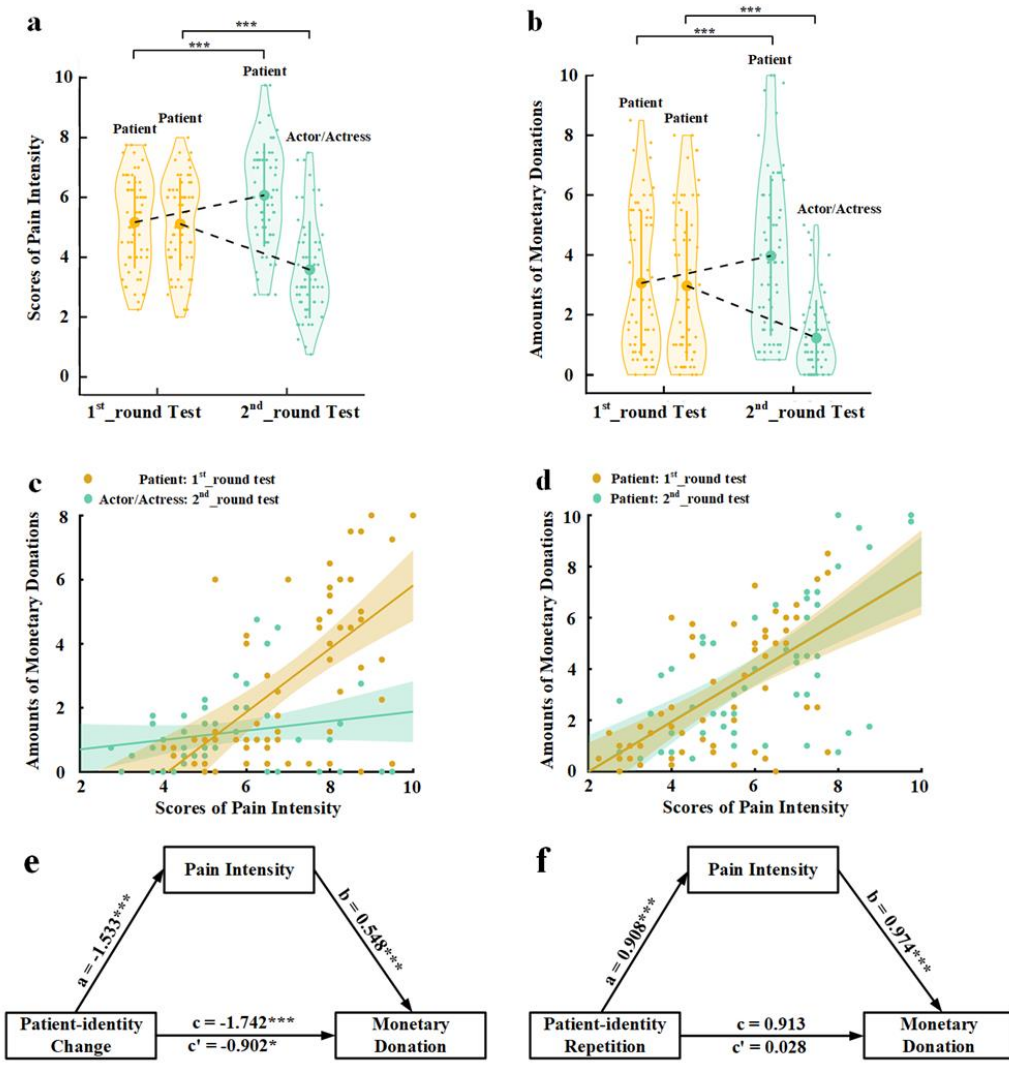 a
***
***
Patient
Patient
Patient
Actor/Actress
Scores of Pain Intensity
10
8
6
4
2
0
1st_round Test
2nd_round Test
b
***
***
Patient
Patient
Patient
Actor/Actress
Amounts of Monetary Donations
10
8
6
4
2
0
1st_round Test
2nd_round Test
c
Patient: 1st_round test
Actor/Actress: 2nd_round test
Amounts of Monetary Donations
8
6
4
2
0
2
4
6
8
10
Scores of Pain Intensity
d
Patient: 1st_round test
Patient: 2nd_round test
Amounts of Monetary Donations
10
8
6
4
2
0
2
4
6
8
10
Scores of Pain Intensity
e
Pain Intensity
a = -1.533***
b = 0.548***
Patient-identity
Change
c = -1.742***
c' = -0.902*
Monetary
Donation
f
Pain Intensity
a = 0.908***
b = 0.974***
Patient-identity
Repetition
c = 0.913
c' = 0.028
Monetary
Donation